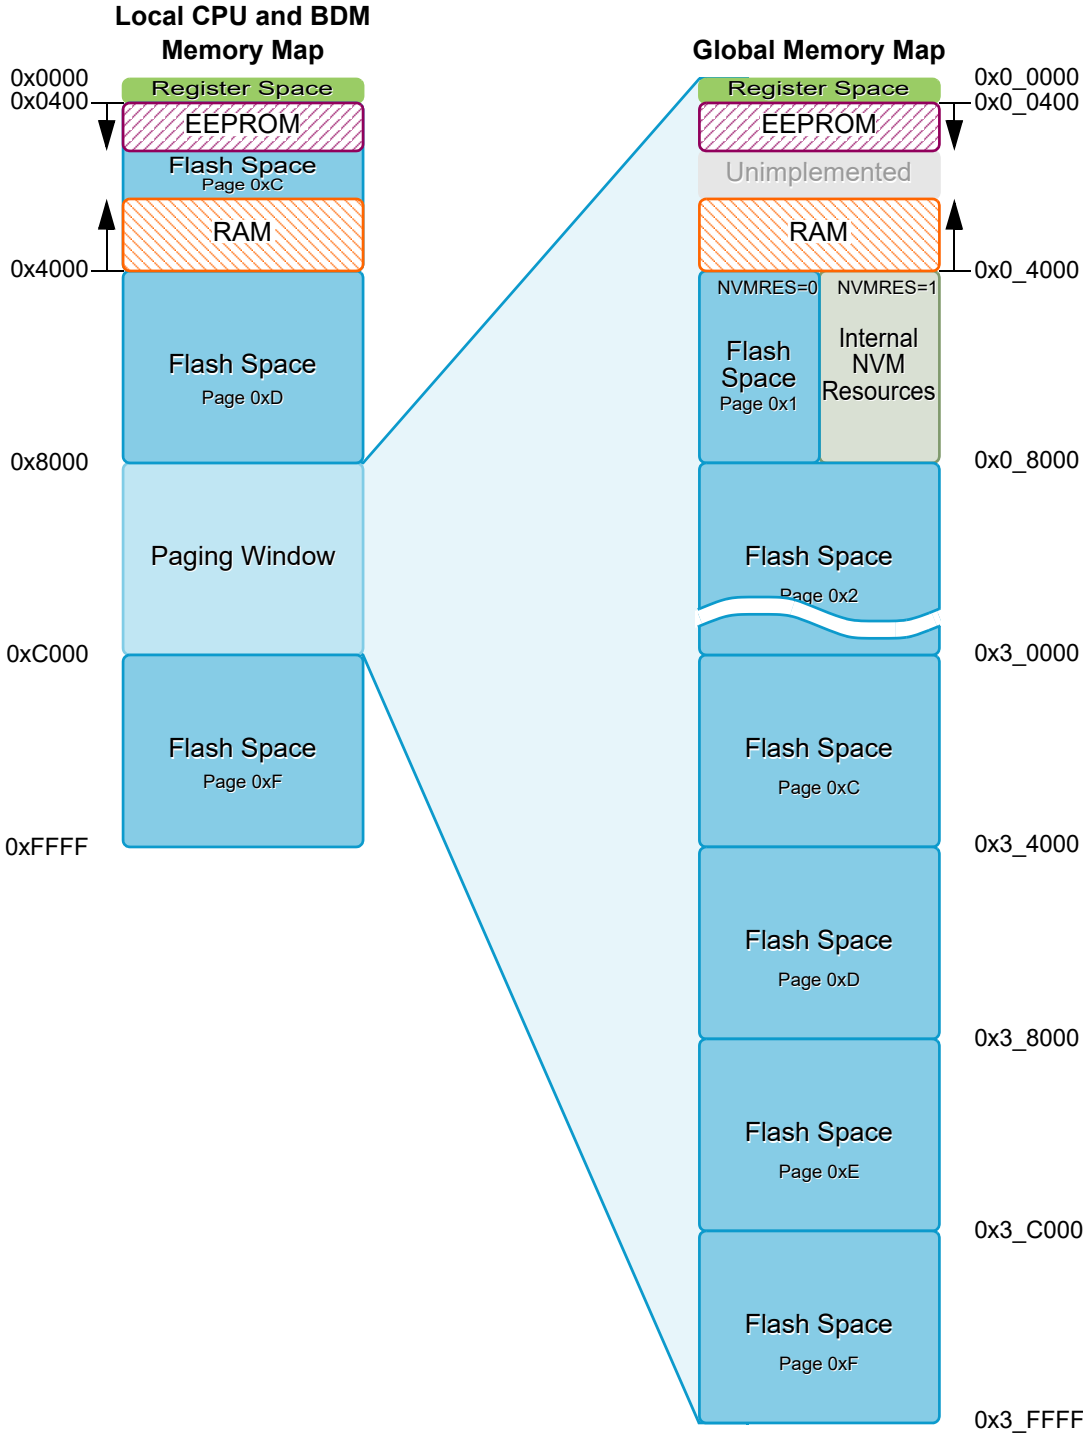 Local CPU and BDM
Memory Map
0x0000
0x0400
Register Space
EEPROM
Flash Space
Page 0xC
RAM
0x4000
Flash Space
Page 0xD
0x8000
Paging Window
0xC000
Flash Space
Page 0xF
0xFFFF
Global Memory Map
0x0_0000
0x0_0400
Register Space
EEPROM
Unimplemented
RAM
0x0_4000
NVMRES=0
NVMRES=1
Flash
Space
Page 0x1
Internal
NVM
Resources
0x0_8000
Flash Space
Page 0x2
0x3_0000
Flash Space
Page 0xC
0x3_4000
Flash Space
Page 0xD
0x3_8000
Flash Space
Page 0xE
0x3_C000
Flash Space
Page 0xF
0x3_FFFF